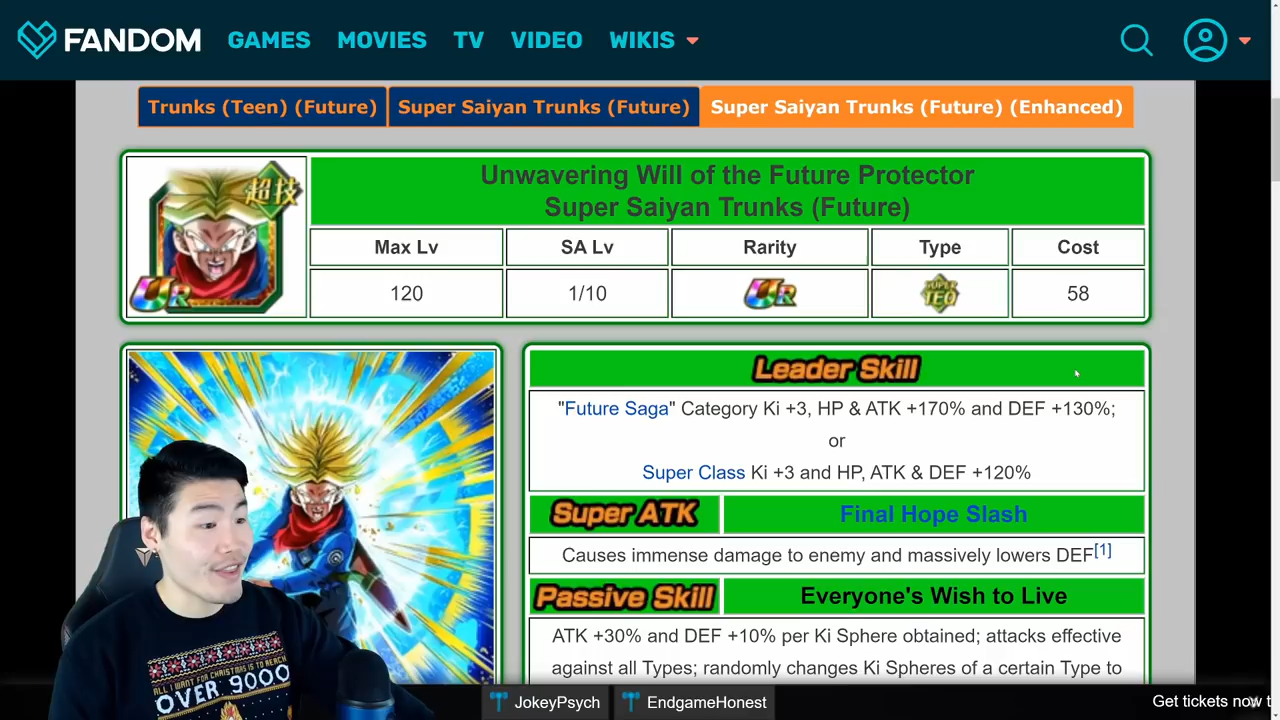 FANDOM GAMES MOVIES TV VIDEO WIKIS
Trunks (Teen) (Future) Super Saiyan Trunks (Future) Super Saiyan Trunks (Future) (Enhanced)
超技
UR
Unwavering Will of the Future Protector
Super Saiyan Trunks (Future)
Max Lv SA Lv Rarity Type Cost
120 1/10 UR SUPER TEQ 58
Leader Skill
"Future Saga" Category Ki +3, HP & ATK +170% and DEF +130%;
or
Super Class Ki +3 and HP, ATK & DEF +120%
Super ATK Final Hope Slash
Causes immense damage to enemy and massively lowers DEF[1]
Passive Skill Everyone's Wish to Live
ATK +30% and DEF +10% per Ki Sphere obtained; attacks effective
against all Types; randomly changes Ki Spheres of a certain Type to
ALL I WANT FOR CHRISTMAS IS TO REACH
OVER 9000
JokeyPsych EndgameHonest
Get tickets now t